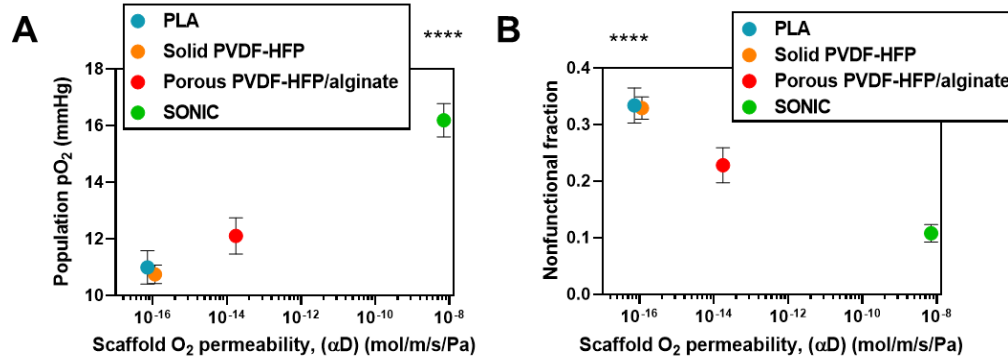 A
PLA
Solid PVDF-HFP
Porous PVDF-HFP/alginate
SONIC
****
Population pO₂ (mmHg)
18
16
14
12
10
10⁻¹⁶
10⁻¹⁴
10⁻¹²
10⁻¹⁰
10⁻⁸
Scaffold O₂ permeability, (αD) (mol/m/s/Pa)
B
****
PLA
Solid PVDF-HFP
Porous PVDF-HFP/alginate
SONIC
Nonfunctional fraction
0.4
0.3
0.2
0.1
0.0
10⁻¹⁶
10⁻¹⁴
10⁻¹²
10⁻¹⁰
10⁻⁸
Scaffold O₂ permeability, (αD) (mol/m/s/Pa)